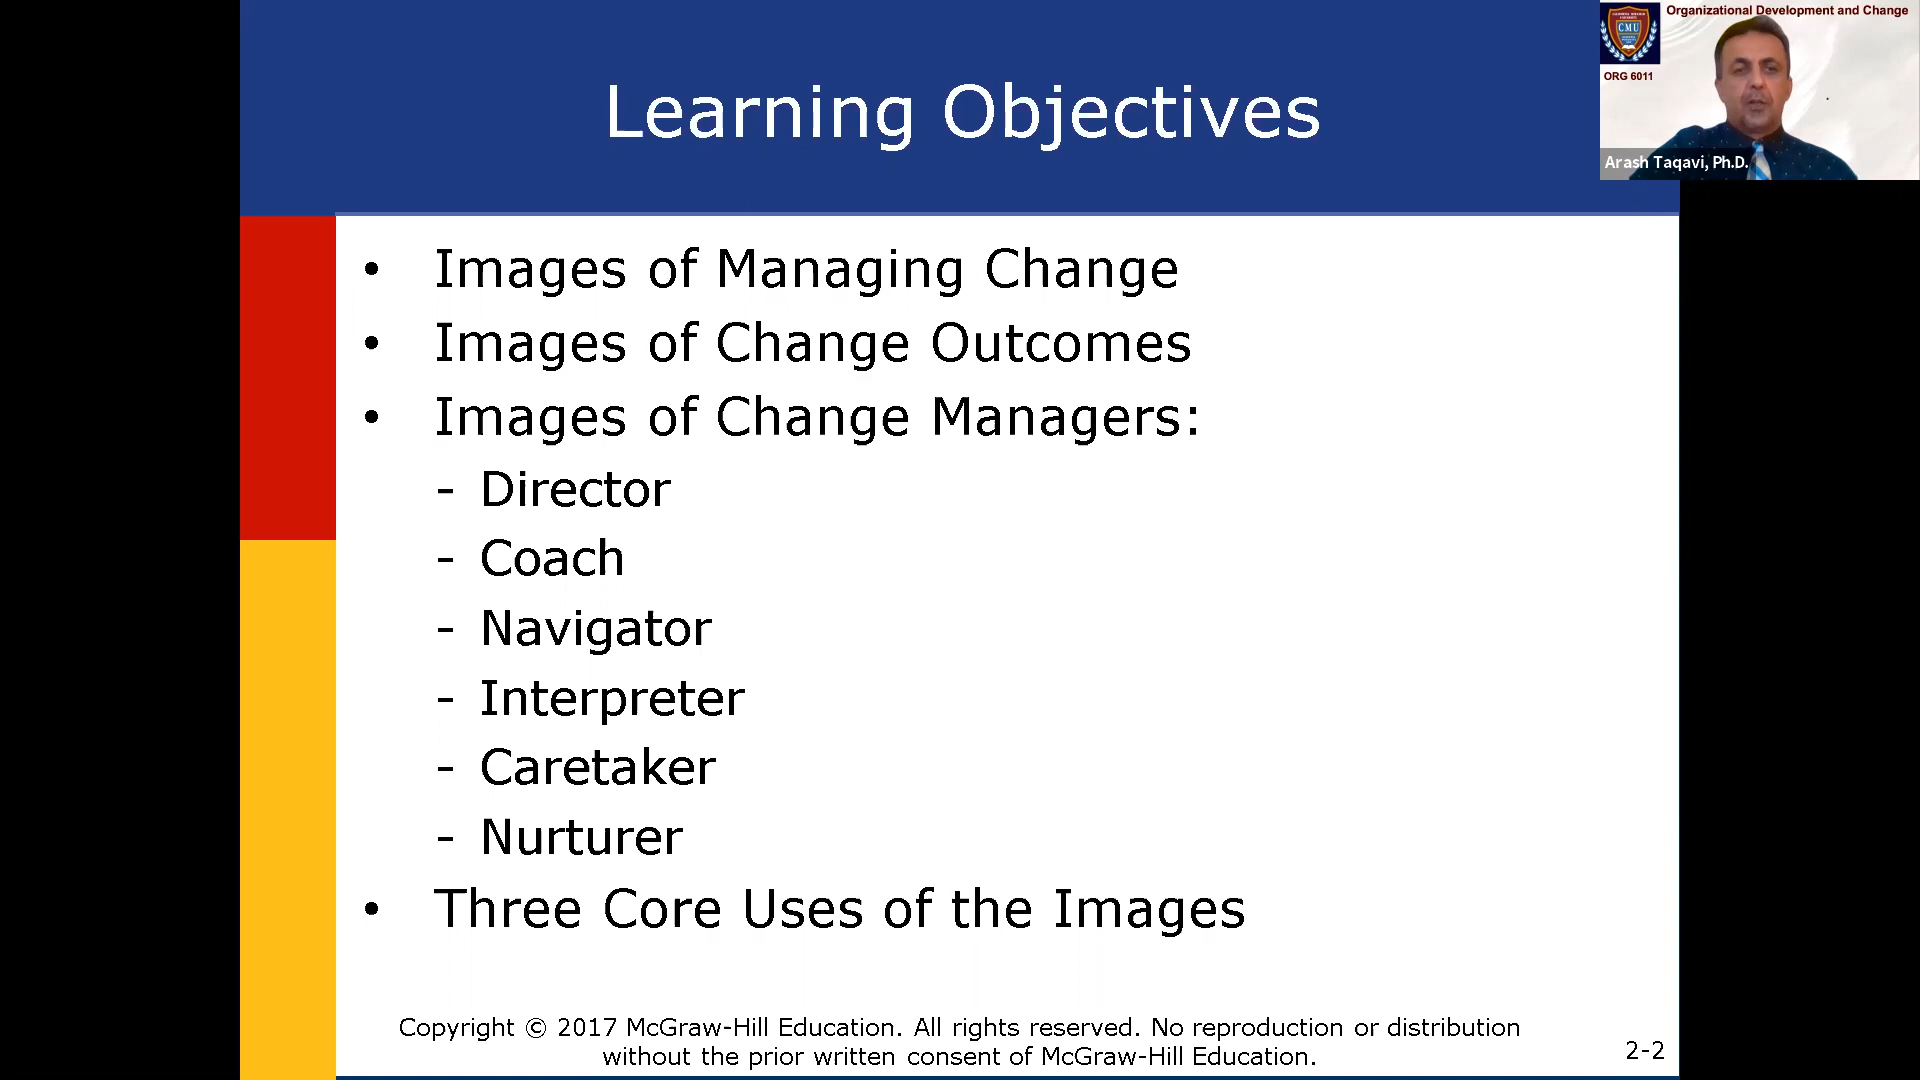 Organizational Development and Change
CMU
ORG 6011
Arash Taqavi, Ph.D.
Learning Objectives
• Images of Managing Change
• Images of Change Outcomes
• Images of Change Managers:
- Director
- Coach
- Navigator
- Interpreter
- Caretaker
- Nurturer
• Three Core Uses of the Images
Copyright © 2017 McGraw-Hill Education. All rights reserved. No reproduction or distribution
without the prior written consent of McGraw-Hill Education.
2-2